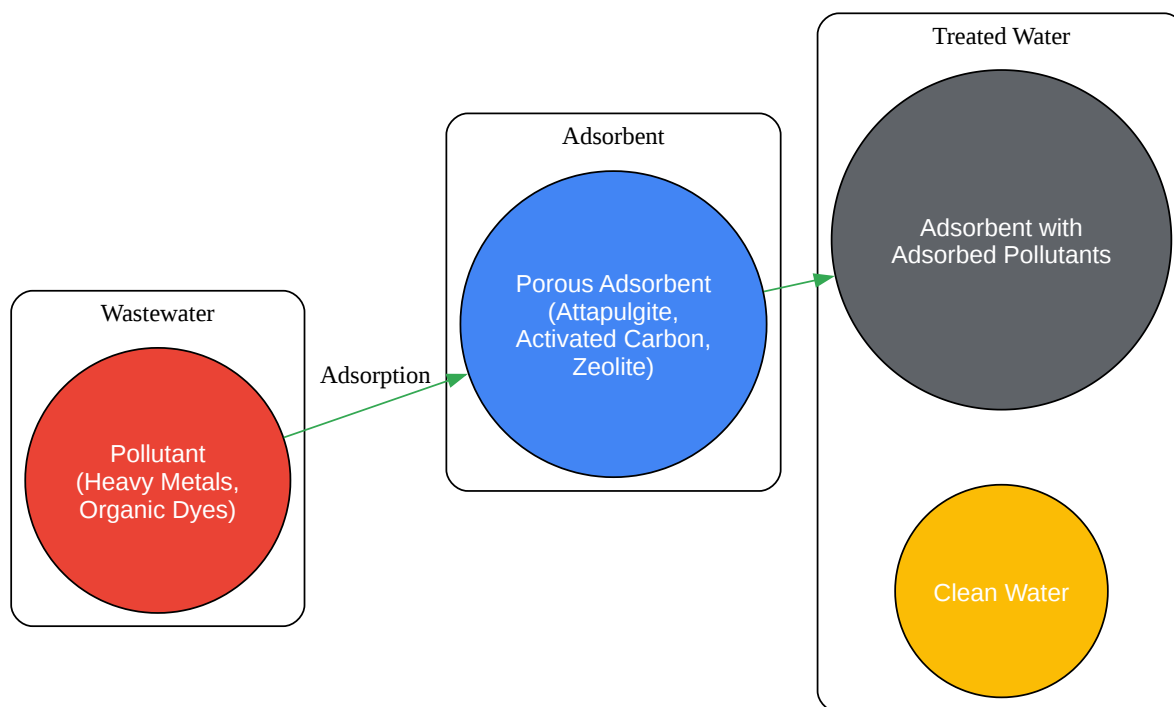 Wastewater
Pollutant
(Heavy Metals,
Organic Dyes)
Adsorption
Adsorbent
Porous Adsorbent
(Attapulgite,
Activated Carbon,
Zeolite)
Treated Water
Adsorbent with
Adsorbed Pollutants
Clean Water